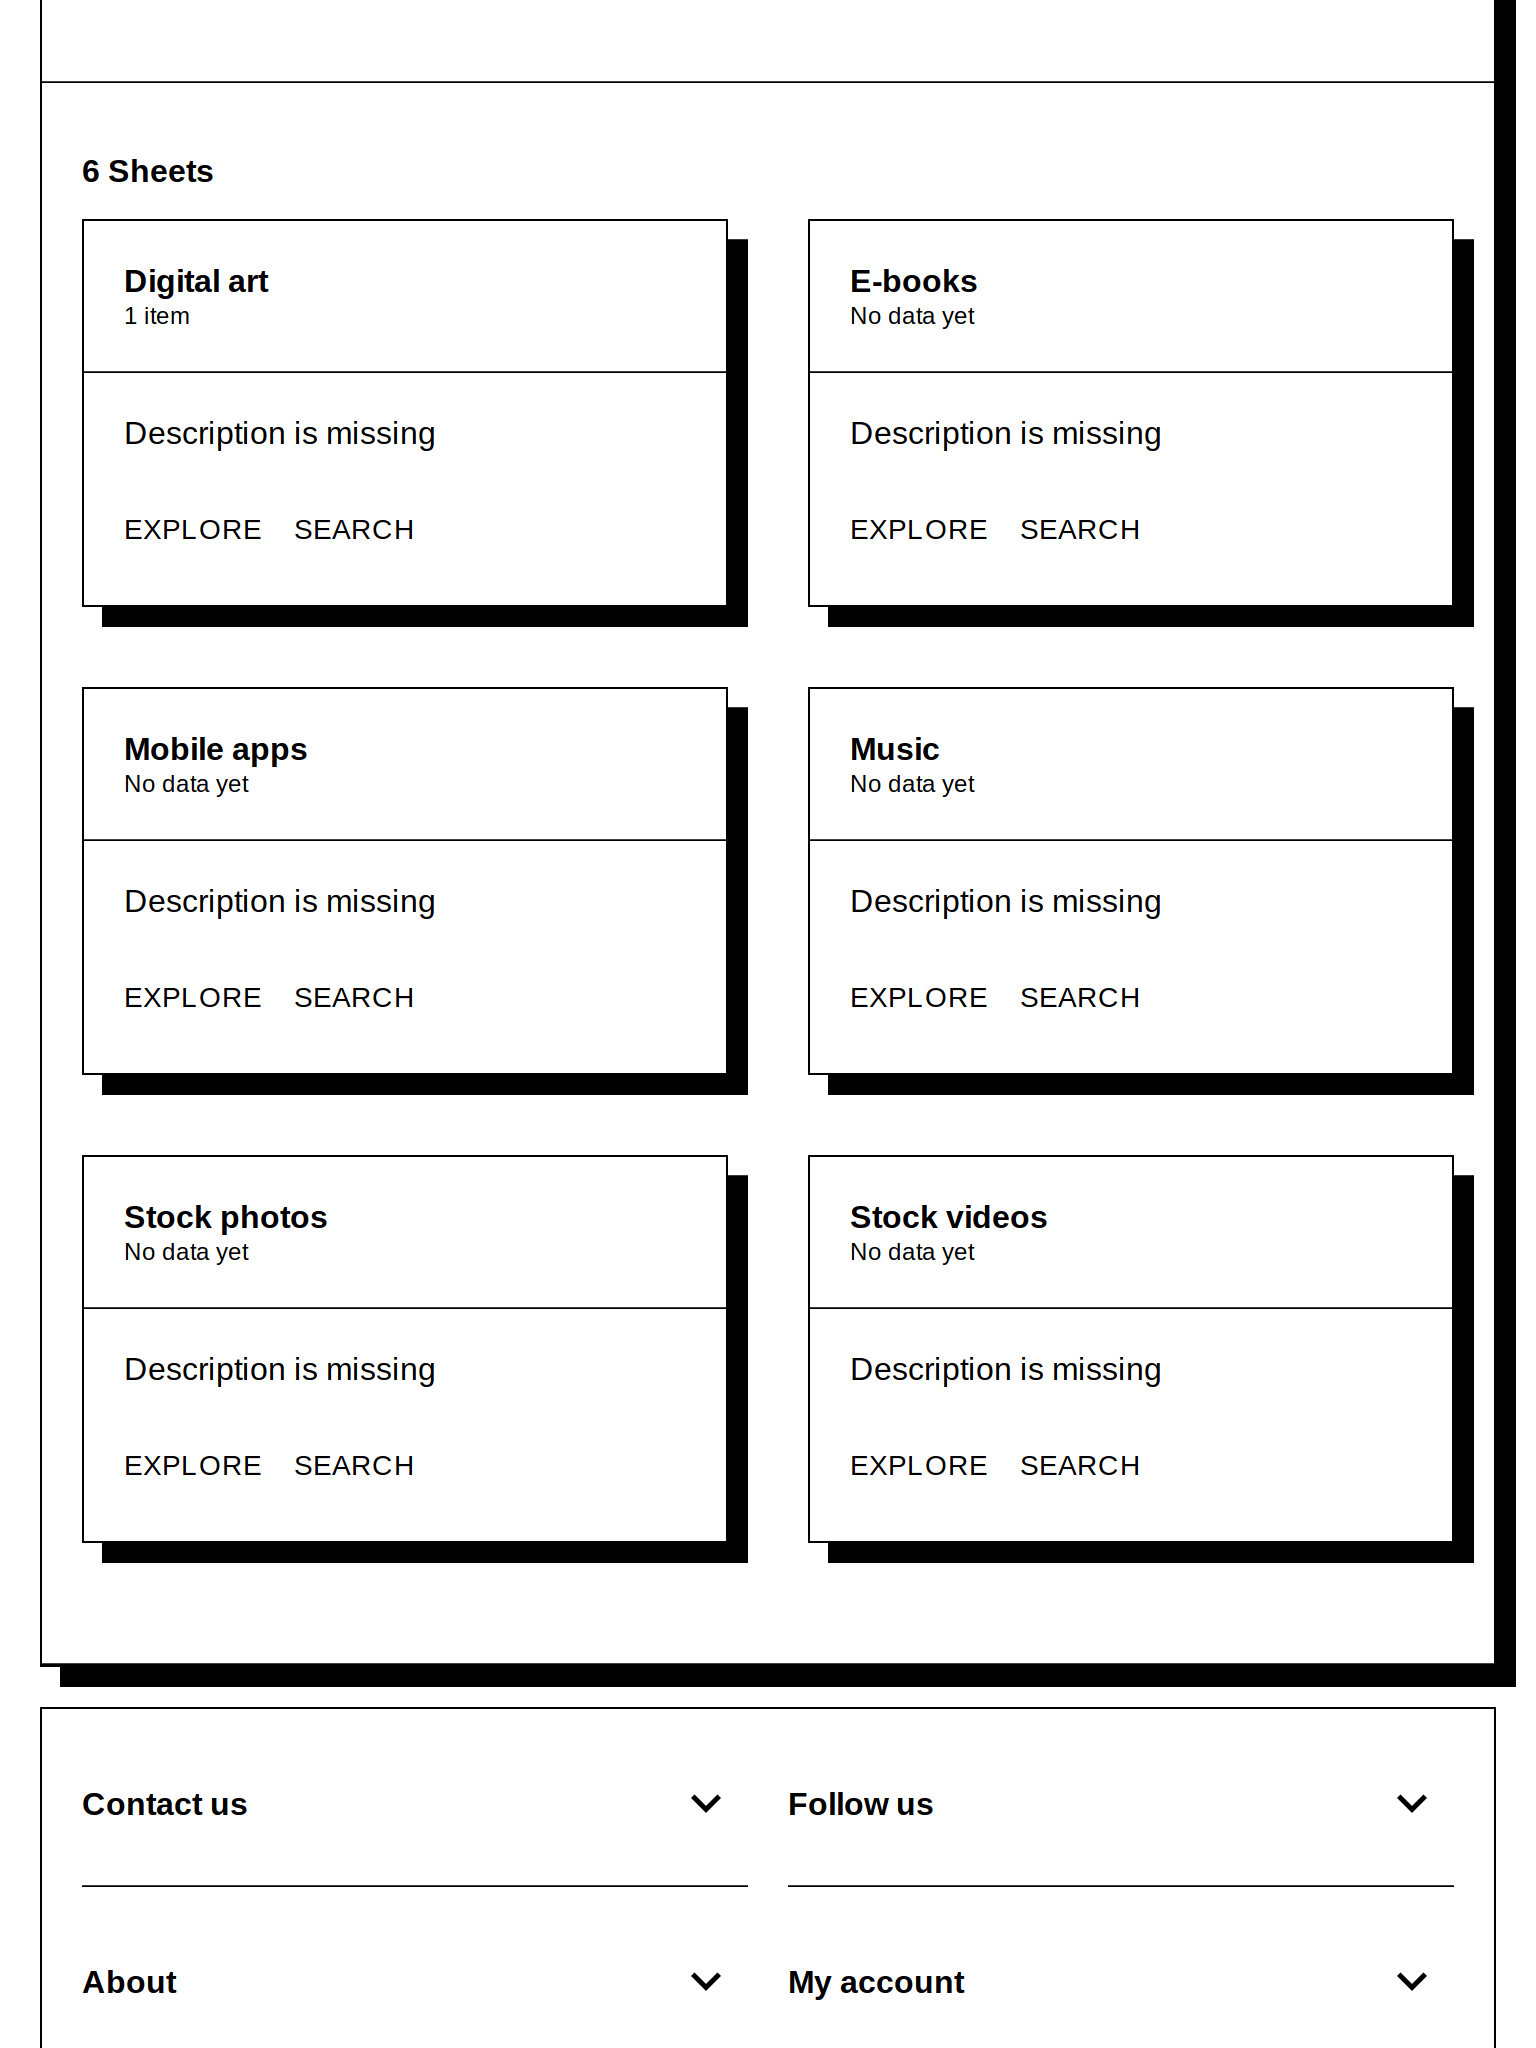 6 Sheets
Digital art
1 item
Description is missing
EXPLORE SEARCH
E-books
No data yet
Description is missing
EXPLORE SEARCH
Mobile apps
No data yet
Description is missing
EXPLORE SEARCH
Music
No data yet
Description is missing
EXPLORE SEARCH
Stock photos
No data yet
Description is missing
EXPLORE SEARCH
Stock videos
No data yet
Description is missing
EXPLORE SEARCH
Contact us
Follow us
About
My account